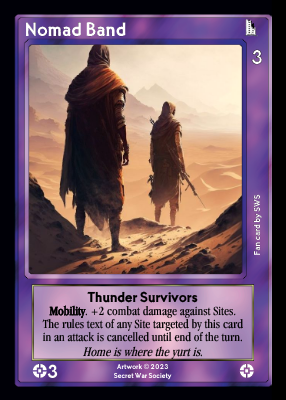 Nomad Band
3
Fan card by SWS
Thunder Survivors
Mobility. +2 combat damage against Sites.
The rules text of any Site targeted by this card
in an attack is cancelled until end of the turn.
Home is where the yurt is.
3
Artwork © 2023
Secret War Society